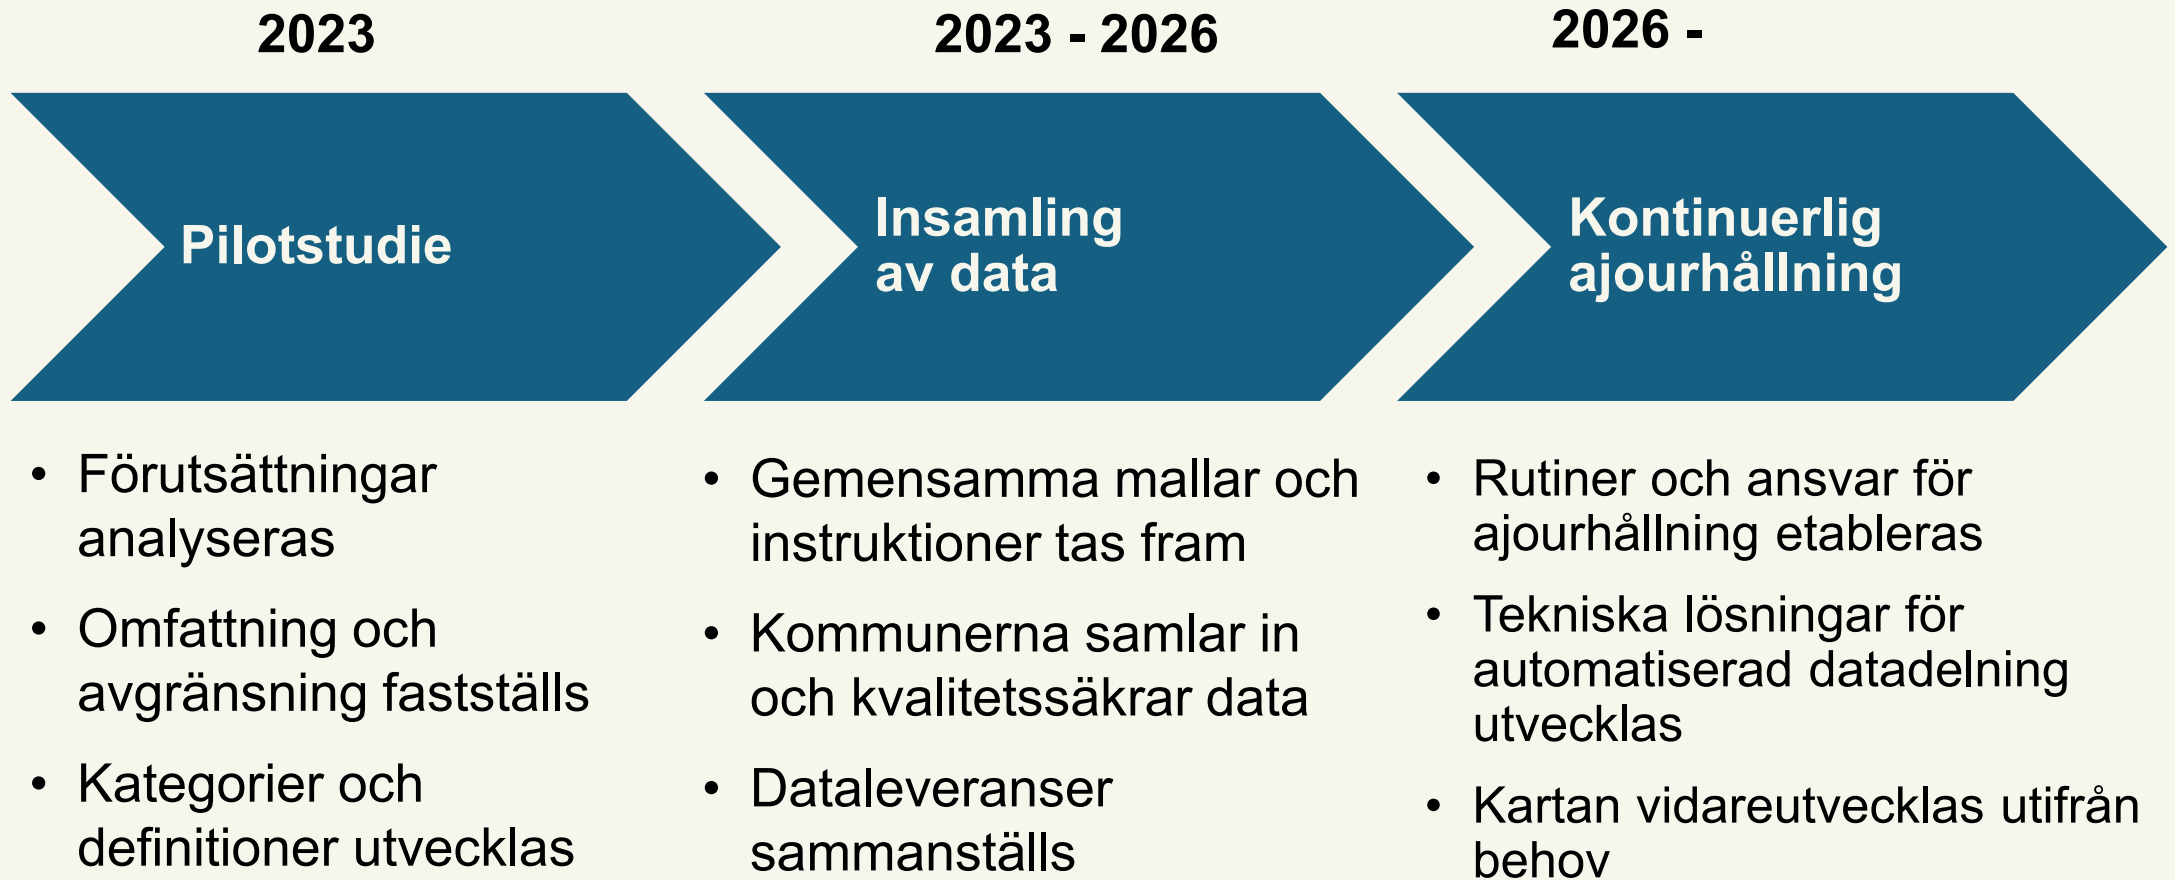 2023
2023 - 2026
2026 -
Pilotstudie
Insamling
av data
Kontinuerlig
ajourhållning
• Förutsättningar
analyseras
• Omfattning och
avgränsning fastställs
• Kategorier och
definitioner utvecklas
• Gemensamma mallar och
instruktioner tas fram
• Kommunerna samlar in
och kvalitetssäkrar data
• Dataleveranser
sammanställs
• Rutiner och ansvar för
ajourhållning etableras
• Tekniska lösningar för
automatiserad datadelning
utvecklas
• Kartan vidareutvecklas utifrån
behov